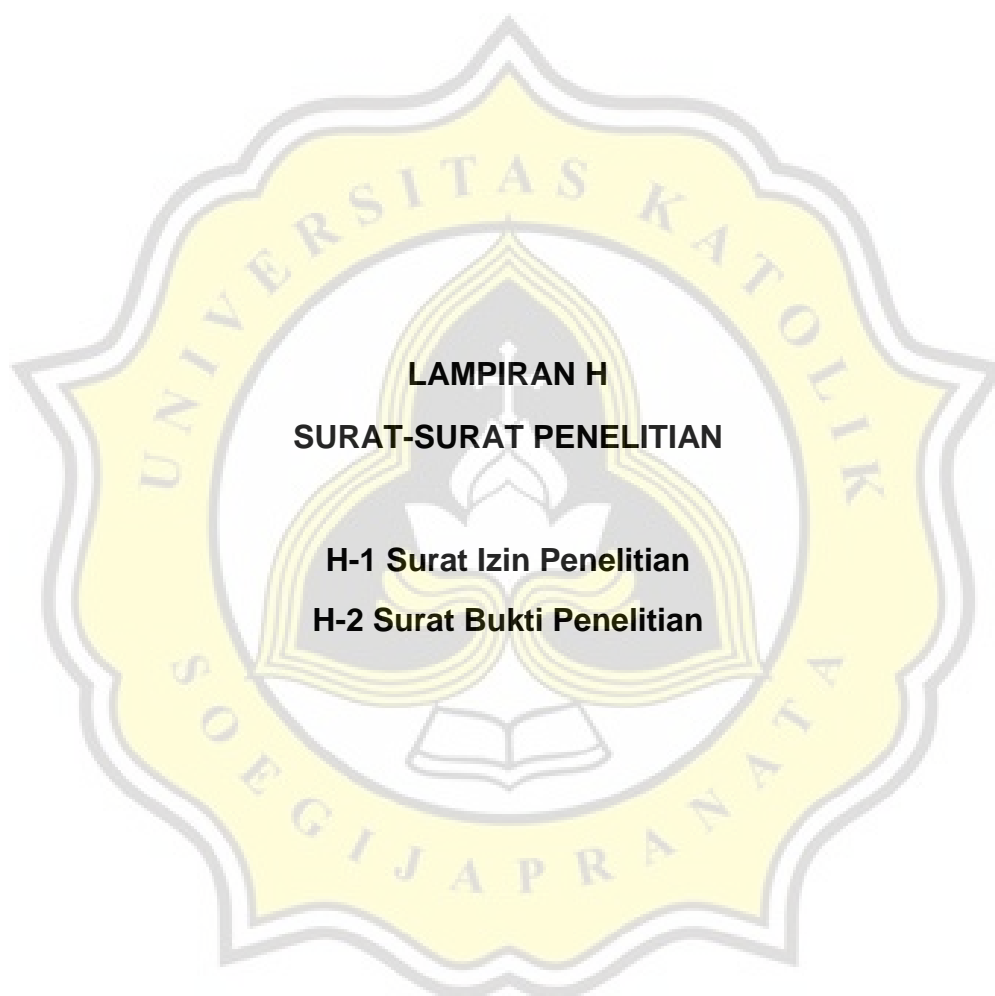 LAMPIRAN H
SURAT-SURAT PENELITIAN
H-1 Surat Izin Penelitian
H-2 Surat Bukti Penelitian
UNIVERSITAS KATOLIK
SOEGIJAPRANATA